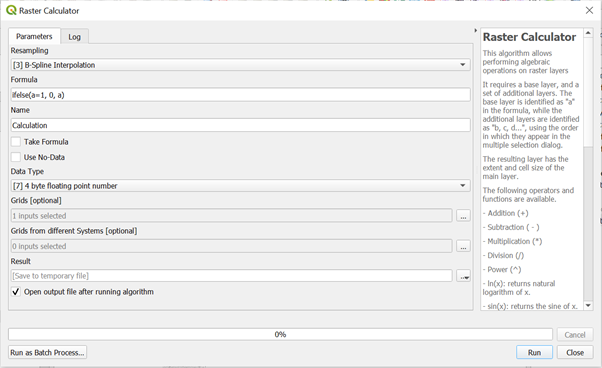 Raster Calculator
Parameters
Log
Resampling
[3] B-Spline Interpolation
Formula
ifelse(a=1, 0, a)
Name
Calculation
Take Formula
Use No-Data
Data Type
[7] 4 byte floating point number
Grids [optional]
1 inputs selected
...
Grids from different Systems [optional]
0 inputs selected
...
Result
[Save to temporary file]
...
Open output file after running algorithm
Raster Calculator
This algorithm allows
performing algebraic
operations on raster layers
It requires a base layer, and a
set of additional layers. The
base layer is identified as "a"
in the formula, while the
additional layers are identified
as "b, c, d...", using the order
in which they appear in the
multiple selection dialog.
The resulting layer has the
extent and cell size of the
main layer.
The following operators and
functions are available.
- Addition (+)
- Subtraction ( - )
- Multiplication (*)
- Division (/)
- Power (^)
- ln(x): returns natural
logarithm of x.
- sin(x): returns the sine of x.
0%
Cancel
Run as Batch Process...
Run
Close